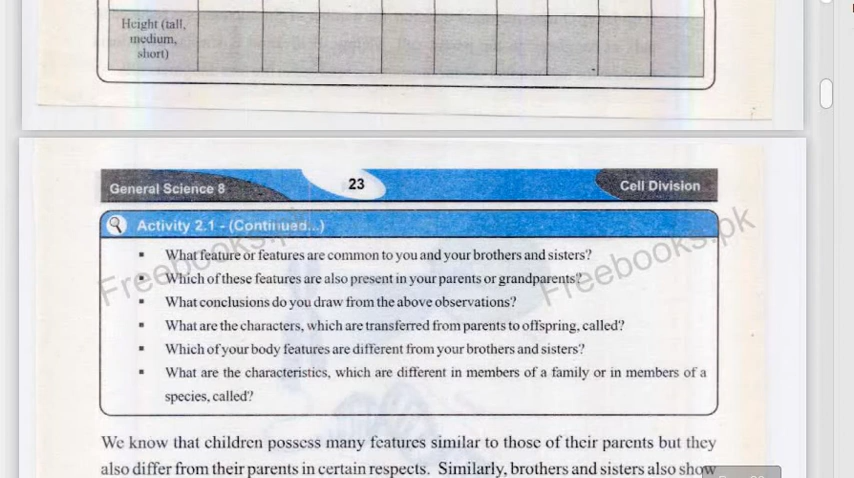 Height (tall,
medium,
short)
General Science 8
23
Cell Division
Activity 2.1 - (Continued...)
▪ What feature or features are common to you and your brothers and sisters?
▪ Which of these features are also present in your parents or grandparents?
▪ What conclusions do you draw from the above observations?
▪ What are the characters, which are transferred from parents to offspring, called?
▪ Which of your body features are different from your brothers and sisters?
▪ What are the characteristics, which are different in members of a family or in members of a
species, called?
Freebooks.pk
Freebooks.pk
We know that children possess many features similar to those of their parents but they
also differ from their parents in certain respects. Similarly, brothers and sisters also show